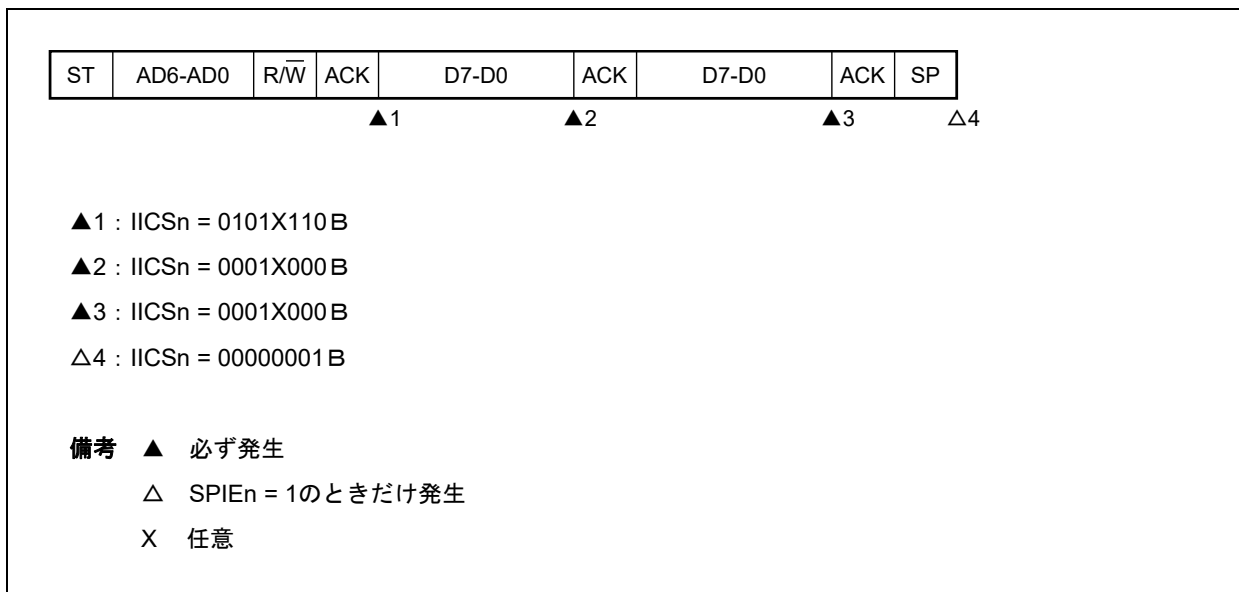 ST AD6-AD0 R/W̅ ACK D7-D0 ACK D7-D0 ACK SP
▲1 ▲2 ▲3 △4
▲1：IICSn = 0101X110B
▲2：IICSn = 0001X000B
▲3：IICSn = 0001X000B
△4：IICSn = 00000001B
備考 ▲ 必ず発生
△ SPIEn = 1のときだけ発生
X 任意